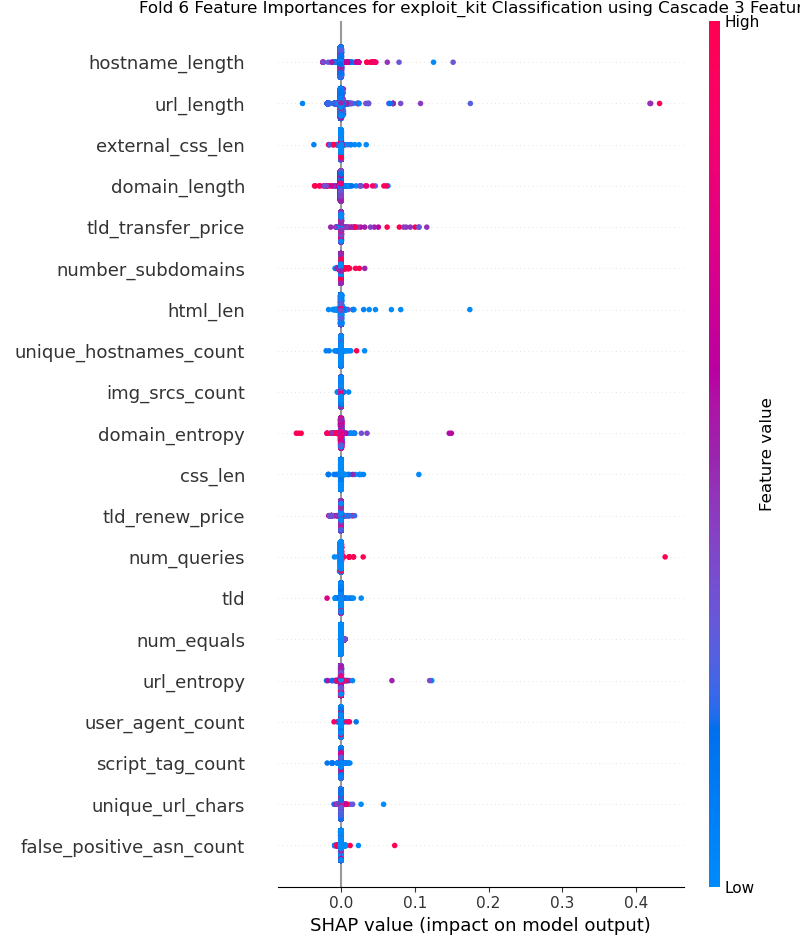 Fold 6 Feature Importances for exploit_kit Classification using Cascade 3 Featur
High
hostname_length
url_length
external_css_len
domain_length
tld_transfer_price
number_subdomains
html_len
unique_hostnames_count
img_srcs_count
domain_entropy
css_len
tld_renew_price
num_queries
tld
num_equals
url_entropy
user_agent_count
script_tag_count
unique_url_chars
false_positive_asn_count
Feature value
Low
0.0 0.1 0.2 0.3 0.4
SHAP value (impact on model output)